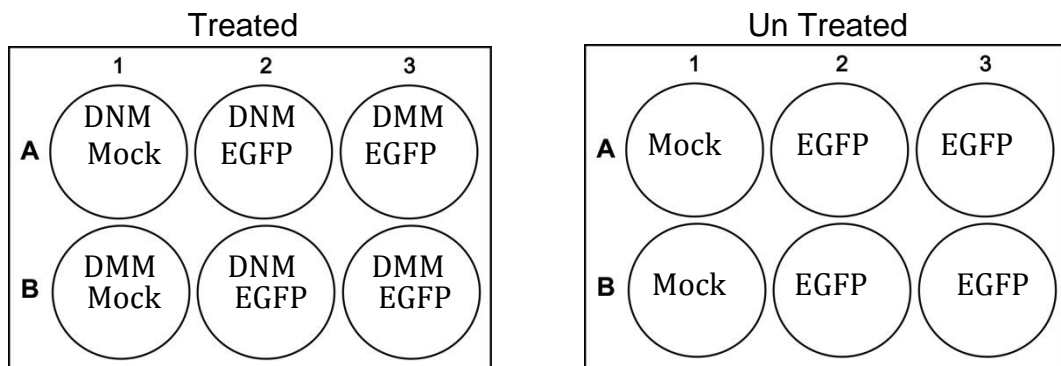 Treated
Un Treated
1 2 3
1 2 3
A
DNM
Mock
DNM
EGFP
DMM
EGFP
B
DMM
Mock
DNM
EGFP
DMM
EGFP
A
Mock
EGFP
EGFP
B
Mock
EGFP
EGFP